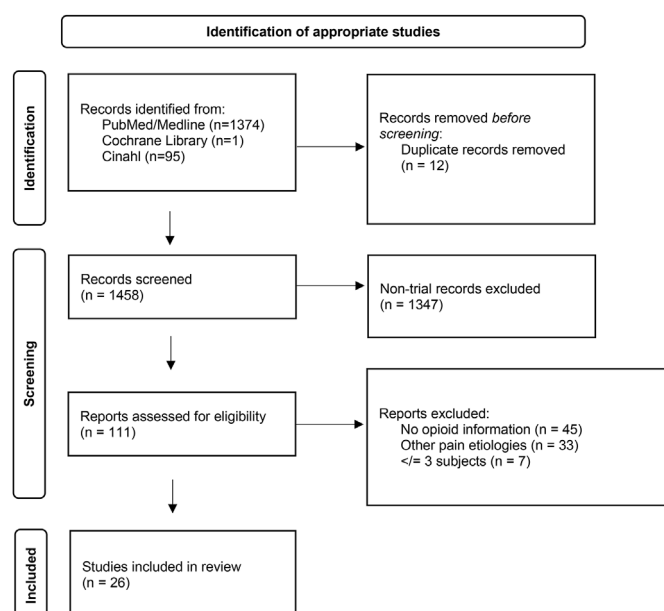 Identification of appropriate studies
Identification
Records identified from:
PubMed/Medline (n=1374)
Cochrane Library (n=1)
Cinahl (n=95)
Records removed before
screening:
Duplicate records removed
(n = 12)
Screening
Records screened
(n = 1458)
Non-trial records excluded
(n = 1347)
Reports assessed for eligibility
(n = 111)
Reports excluded:
No opioid information (n = 45)
Other pain etiologies (n = 33)
</= 3 subjects (n = 7)
Included
Studies included in review
(n = 26)